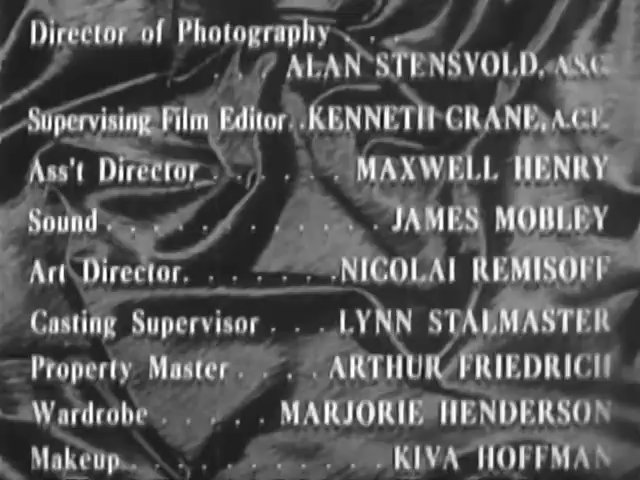 Director of Photography . .
. . . ALAN STENSVOLD, A.S.C.
Supervising Film Editor..KENNETH CRANE, A.C.E.
Ass't Director . . . . . . MAXWELL HENRY
Sound . . . . . . . . . . . . JAMES MOBLEY
Art Director. . . . . . .NICOLAI REMISOFF
Casting Supervisor . . . LYNN STALMASTER
Property Master . . . . ARTHUR FRIEDRICH
Wardrobe . . . . . MARJORIE HENDERSON
Makeup. . . . . . . . . . . KIVA HOFFMAN